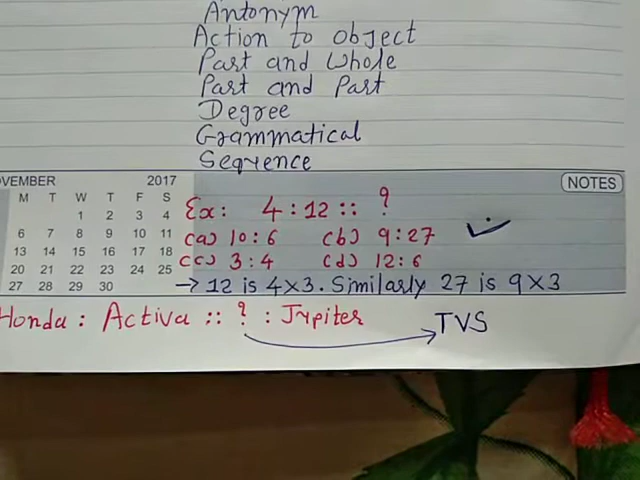 Antonym
Action to object
Part and Whole
Part and Part
Degree
Grammatical
Sequence
VEMBER 2017 NOTES
M T W T F S
1 2 3 4
6 7 8 9 10 11
13 14 15 16 17 18
20 21 22 23 24 25
27 28 29 30
Ex: 4 : 12 :: ?
(a) 10 : 6 (b) 9 : 27
(c) 3 : 4 (d) 12 : 6
→ 12 is 4×3. Similarly 27 is 9×3
Honda : Activa :: ? : Jupiter → TVS